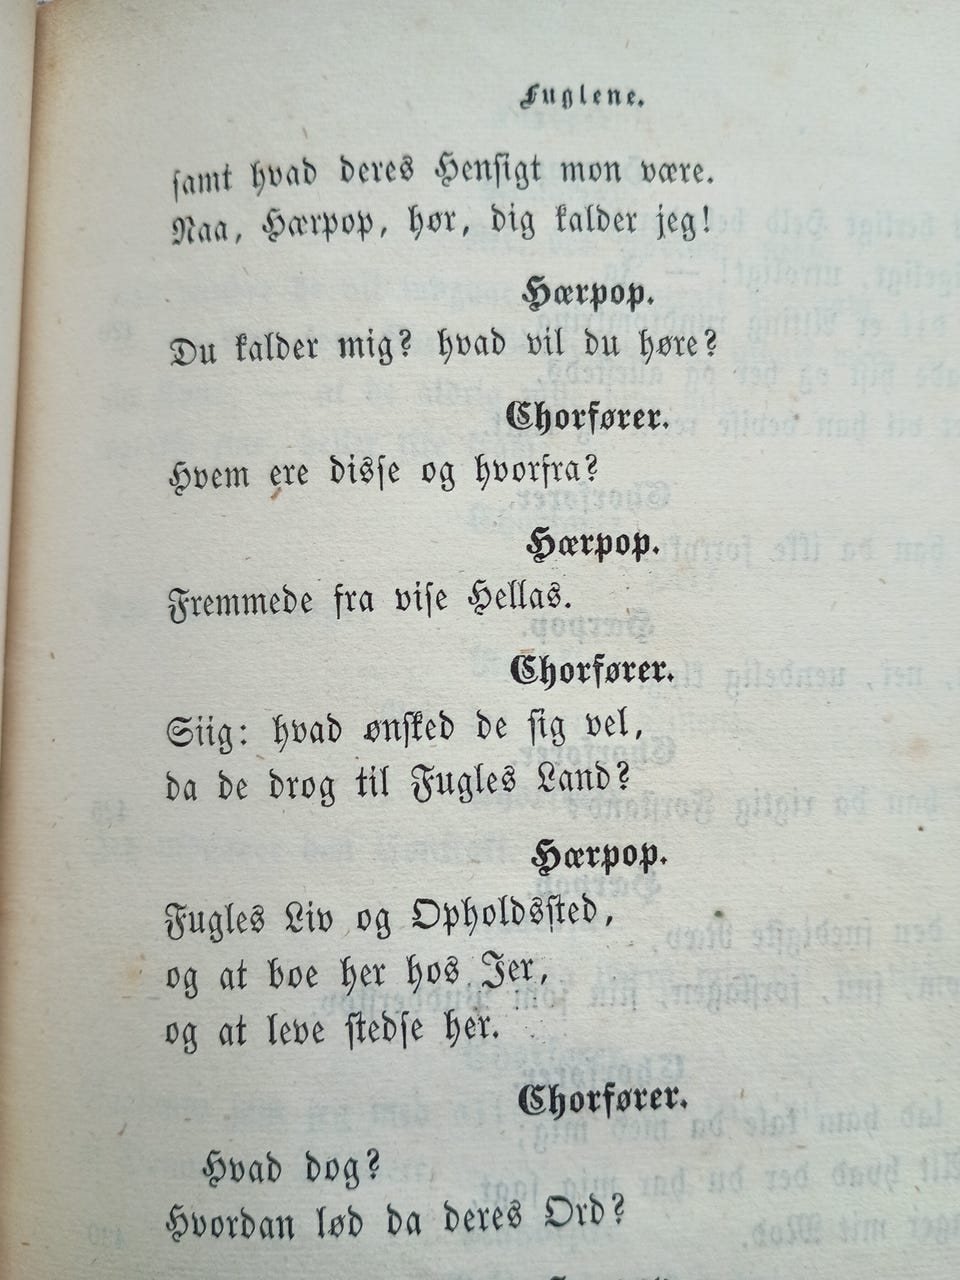 Fuglene.
samt hvad deres Hensigt mon være.
Naa, Hærpop, hør, dig kalder jeg!
Hærpop.
Du kalder mig? hvad vil du høre?
Chorfører.
Hvem ere disse og hvorfra?
Hærpop.
Fremmede fra vise Hellas.
Chorfører.
Siig: hvad ønsked de sig vel,
da de drog til Fugles Land?
Hærpop.
Fugles Liv og Opholdssted,
og at boe her hos Jer,
og at leve stedse her.
Chorfører.
Hvad dog?
Hvordan lød da deres Ord?